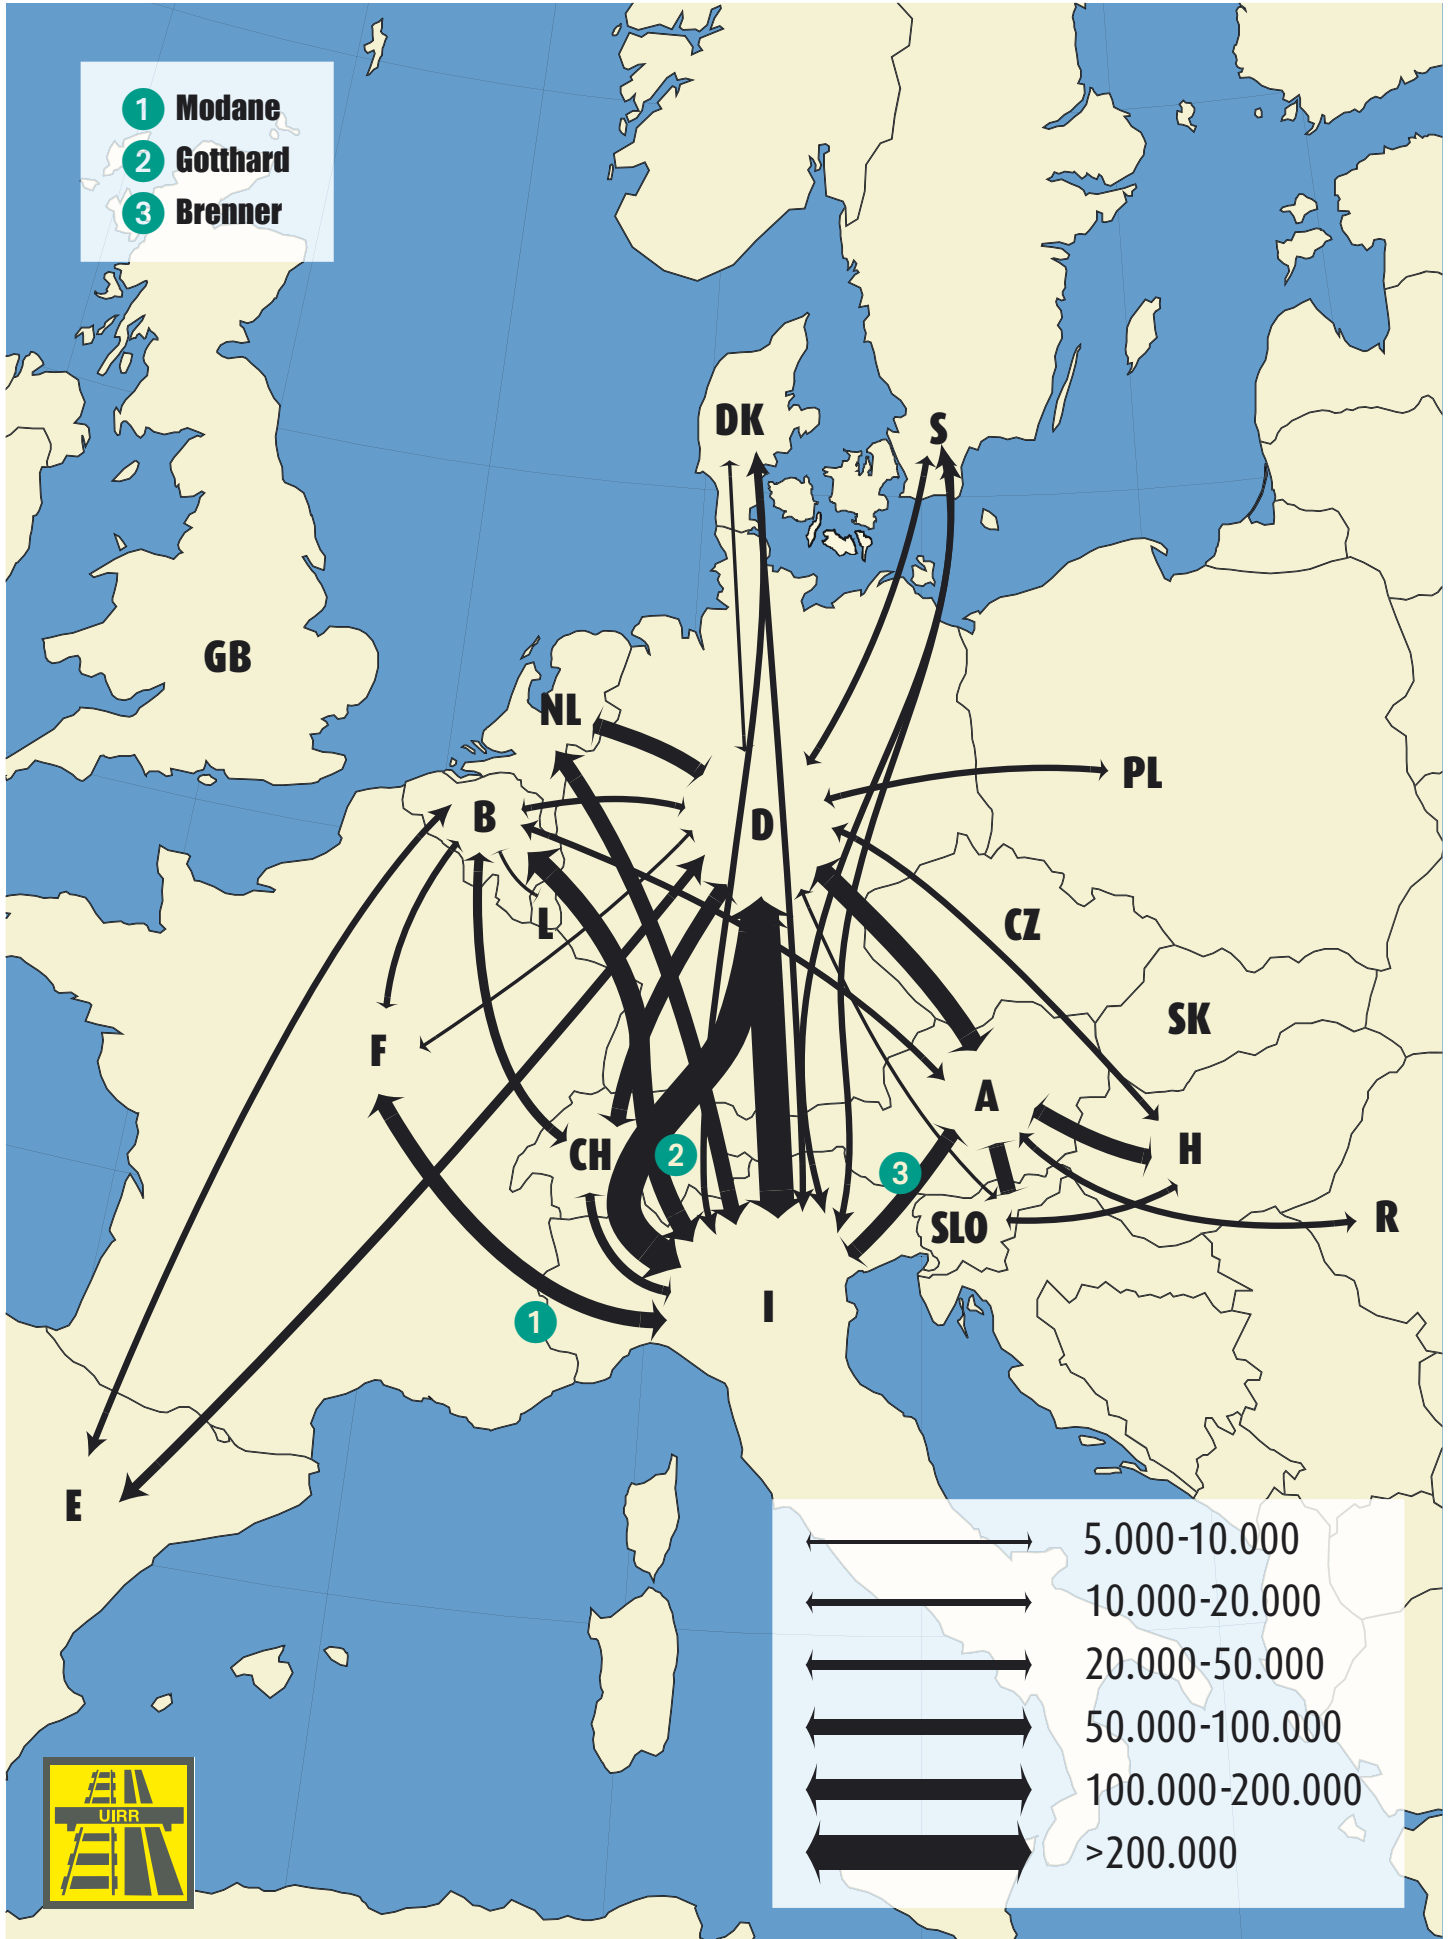 1 Modane
2 Gotthard
3 Brenner
DK
S
GB
NL
PL
B
D
L
CZ
SK
F
A
CH
2
3
H
SLO
R
I
1
E
5.000-10.000
10.000-20.000
20.000-50.000
50.000-100.000
100.000-200.000
>200.000
UIRR